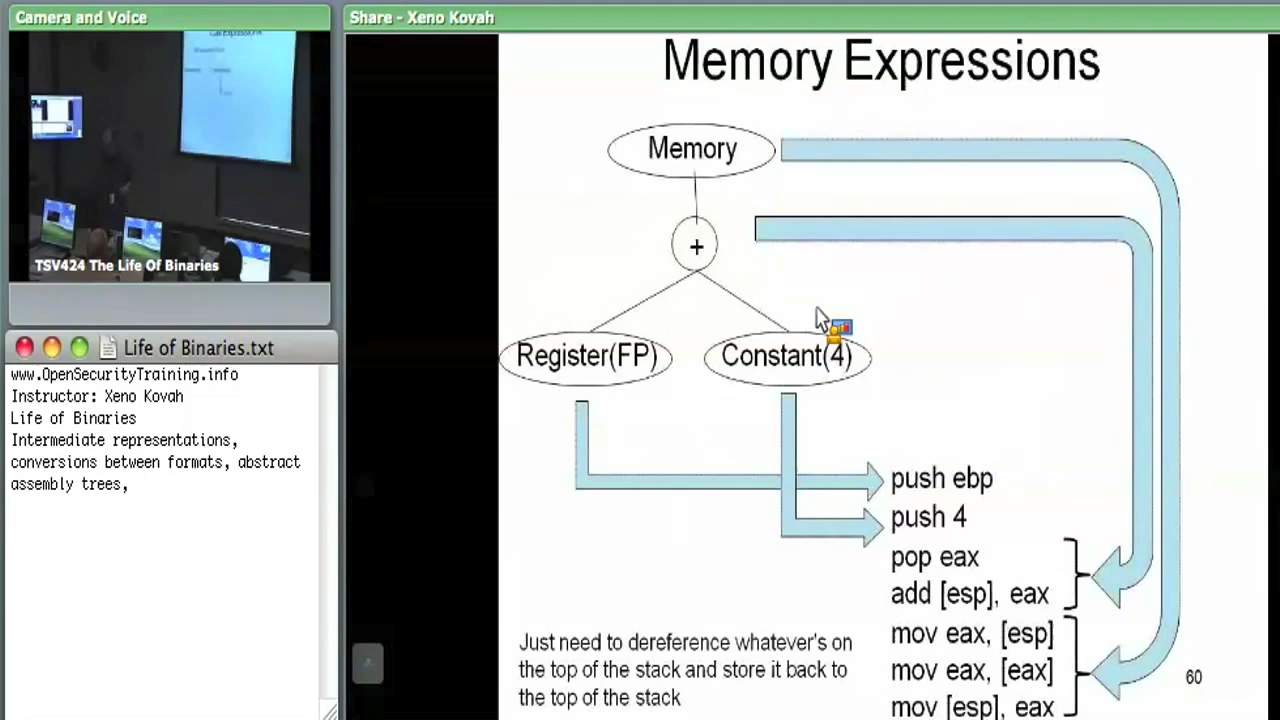 Camera and Voice
Share - Xeno Kovah
TSV424 The Life Of Binaries
Life of Binaries.txt
www.OpenSecurityTraining.info
Instructor: Xeno Kovah
Life of Binaries
Intermediate representations,
conversions between formats, abstract
assembly trees,
Memory Expressions
Memory
+
Register(FP)
Constant(4)
push ebp
push 4
pop eax
add [esp], eax
mov eax, [esp]
mov eax, [eax]
mov [esp], eax
Just need to dereference whatever's on
the top of the stack and store it back to
the top of the stack
60